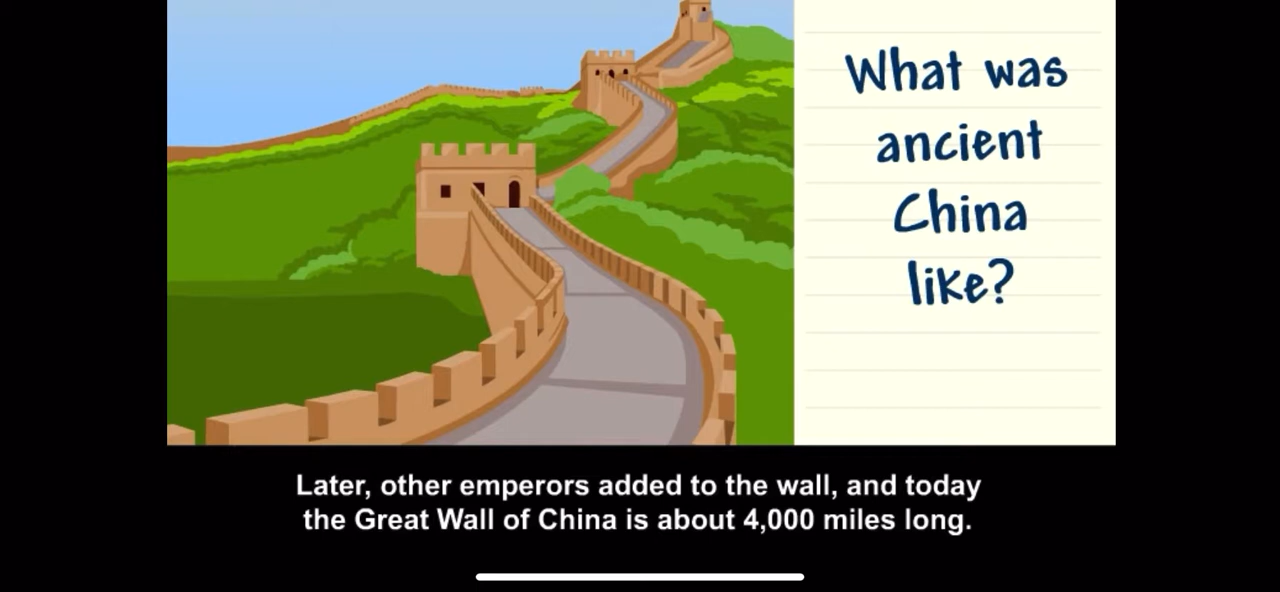 What was
ancient
China
like?
Later, other emperors added to the wall, and today
the Great Wall of China is about 4,000 miles long.